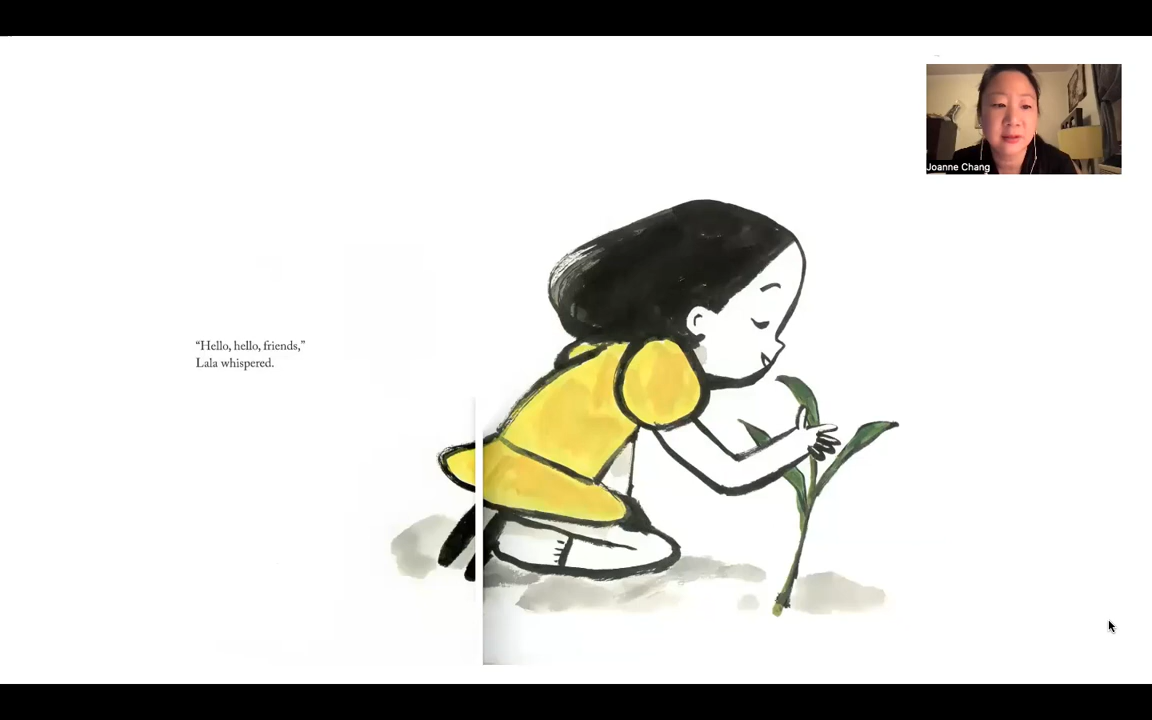 Joanne Chang
“Hello, hello, friends,”
Lala whispered.